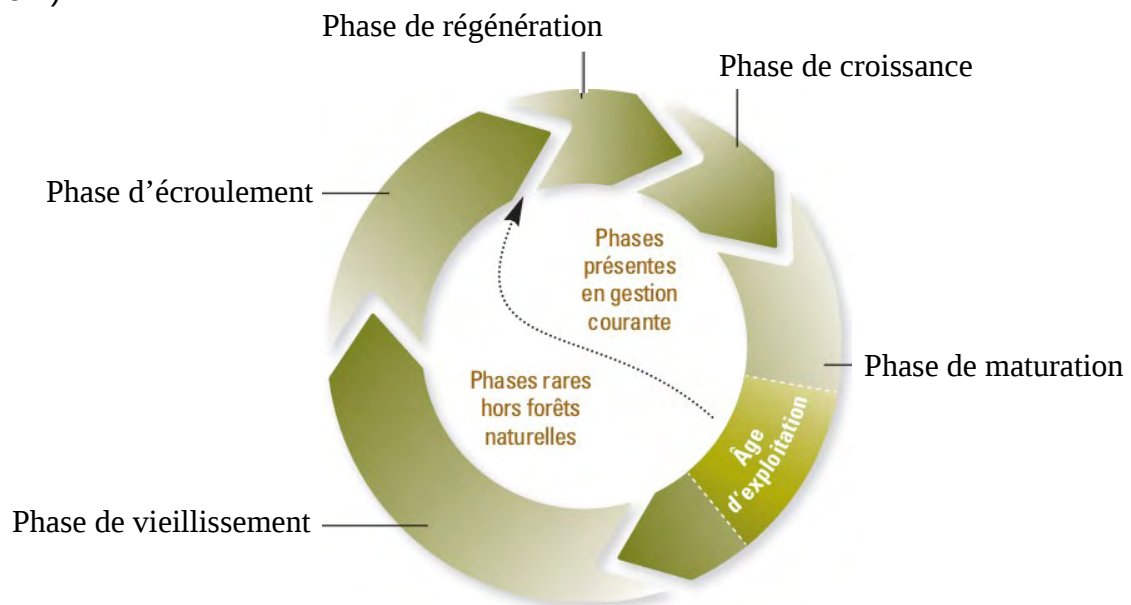 Phase de régénération
Phase de croissance
Phase d’écroulement
Phases
présentes
en gestion
courante
Phase de maturation
Phases rares
hors forêts
naturelles
Âge
d’exploitation
Phase de vieillissement